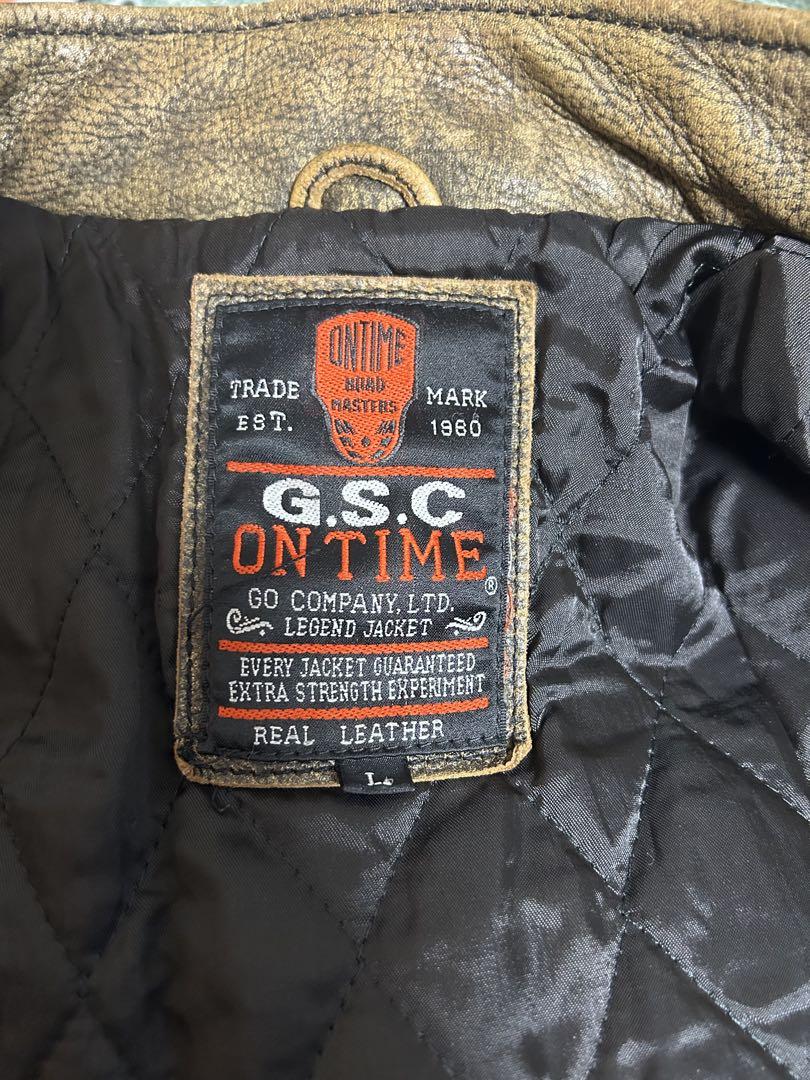 ONTIME
ROAD
MASTERS
TRADE MARK
EST. 1960
G.S.C
ONTIME®
GO COMPANY, LTD.
LEGEND JACKET
EVERY JACKET GUARANTEED
EXTRA STRENGTH EXPERIMENT
REAL LEATHER
L